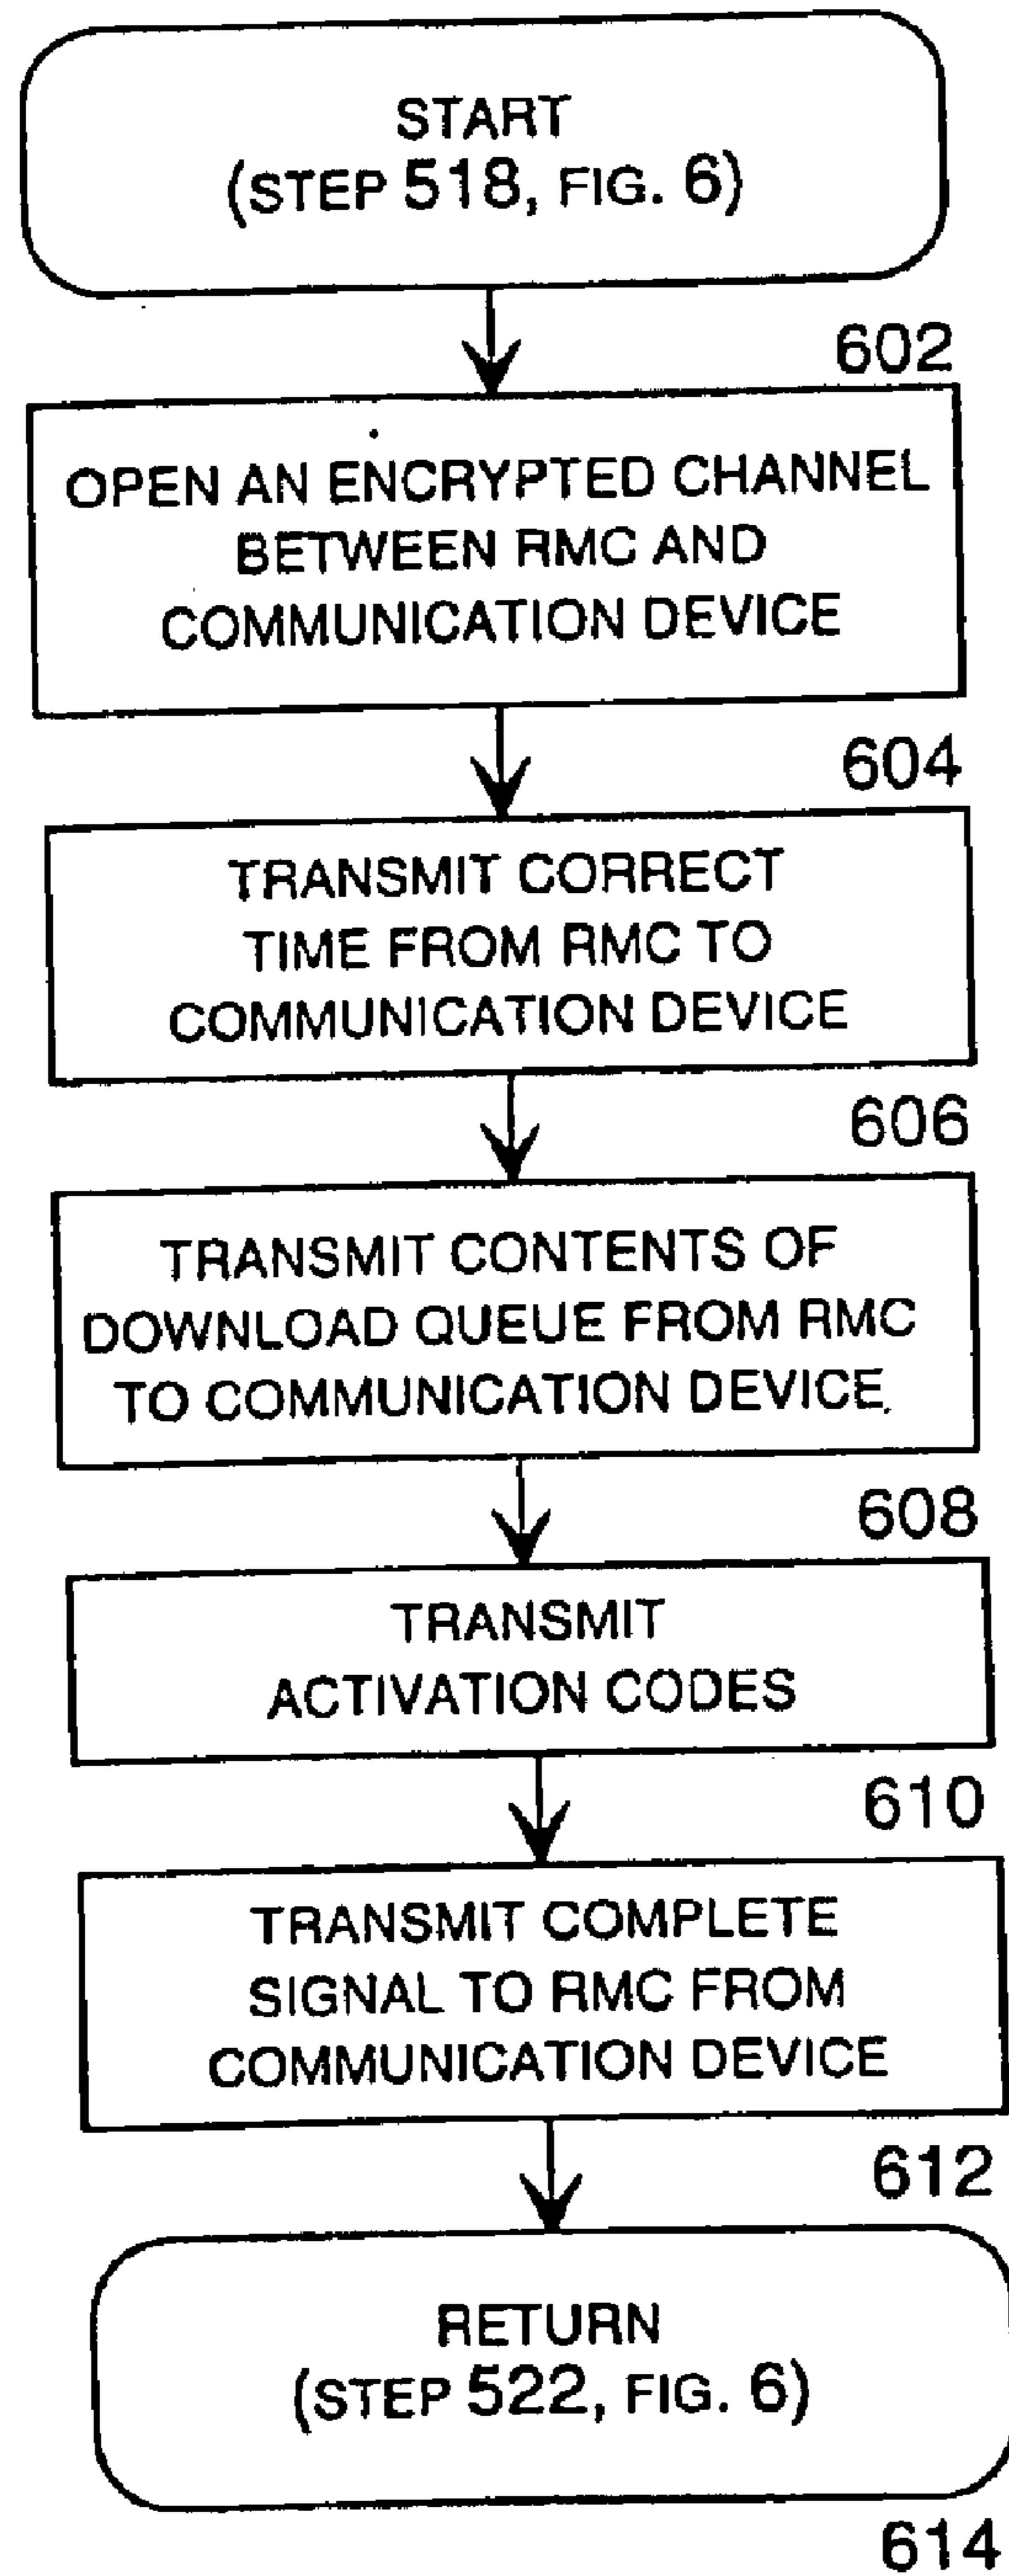 START
(STEP 518, FIG. 6)
602
OPEN AN ENCRYPTED CHANNEL
BETWEEN RMC AND
COMMUNICATION DEVICE
604
TRANSMIT CORRECT
TIME FROM RMC TO
COMMUNICATION DEVICE
606
TRANSMIT CONTENTS OF
DOWNLOAD QUEUE FROM RMC
TO COMMUNICATION DEVICE.
608
TRANSMIT
ACTIVATION CODES
610
TRANSMIT COMPLETE
SIGNAL TO RMC FROM
COMMUNICATION DEVICE
612
RETURN
(STEP 522, FIG. 6)
614